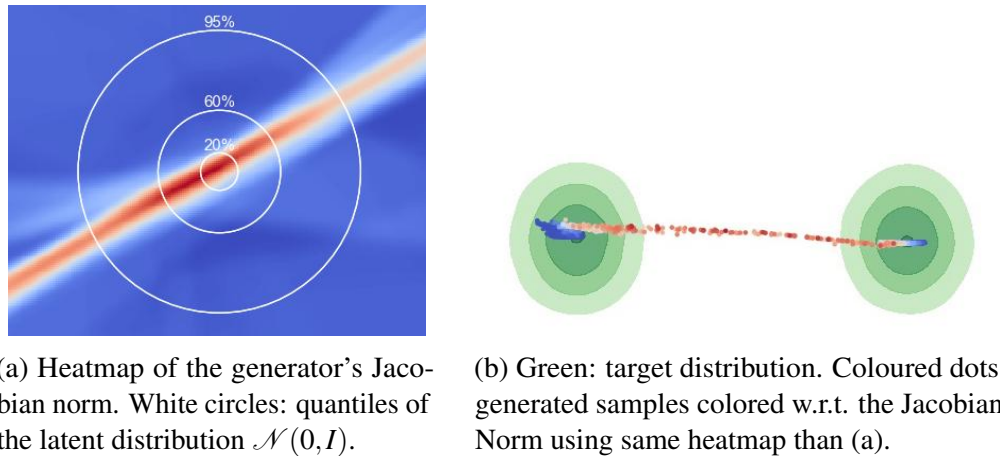 95%
60%
20%
(a) Heatmap of the generator's Jaco-
bian norm. White circles: quantiles of
the latent distribution 𝒩(0,I).
(b) Green: target distribution. Coloured dots:
generated samples colored w.r.t. the Jacobian
Norm using same heatmap than (a).